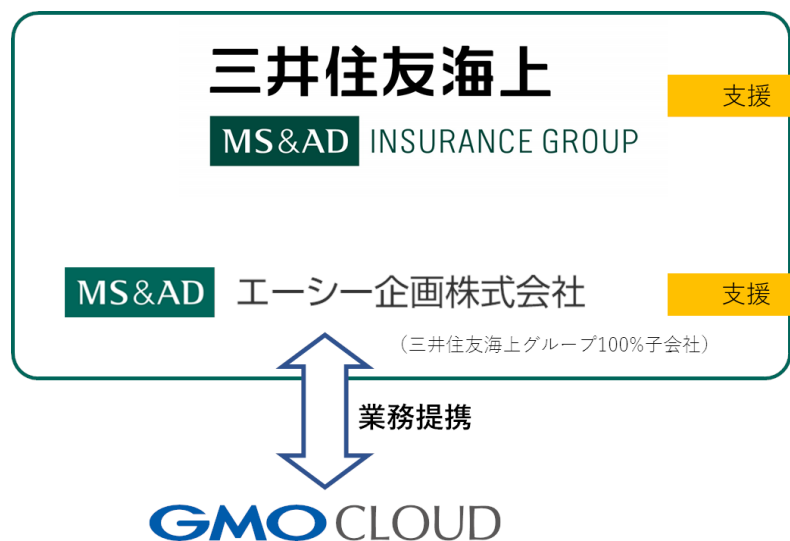 三井住友海上
支援
MS&AD INSURANCE GROUP
MS&AD エーシー企画株式会社
支援
（三井住友海上グループ100%子会社）
業務提携
GMO CLOUD